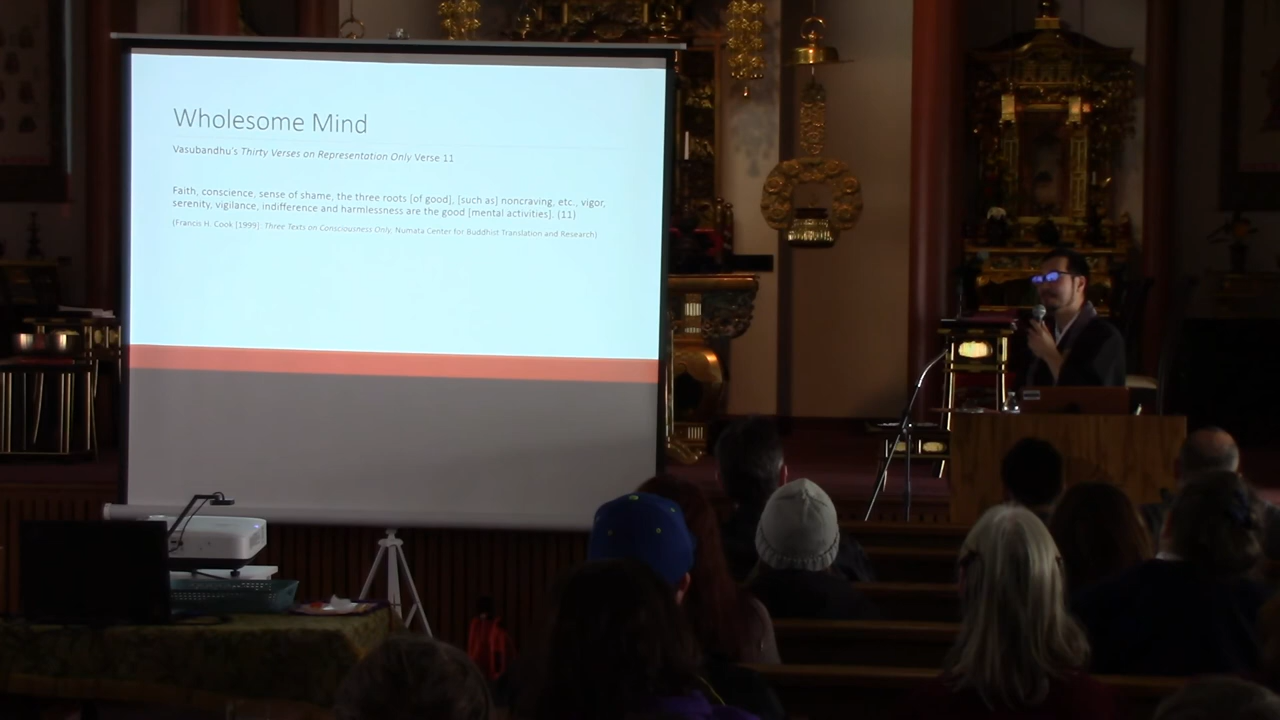 Wholesome Mind
Vasubandhu's Thirty Verses on Representation Only Verse 11
Faith, conscience, sense of shame, the three roots [of good], [such as] noncraving, etc., vigor,
serenity, vigilance, indifference and harmlessness are the good [mental activities]. (11)
(Francis H. Cook [1999]: Three Texts on Consciousness Only, Numata Center for Buddhist Translation and Research)